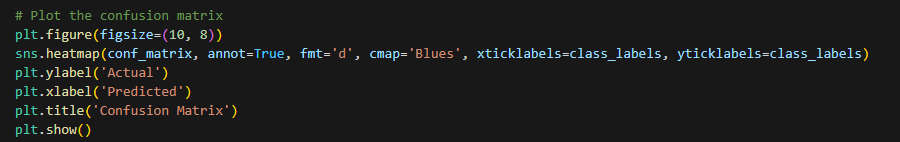 # Plot the confusion matrix
plt.figure(figsize=(10, 8))
sns.heatmap(conf_matrix, annot=True, fmt='d', cmap='Blues', xticklabels=class_labels, yticklabels=class_labels)
plt.ylabel('Actual')
plt.xlabel('Predicted')
plt.title('Confusion Matrix')
plt.show()